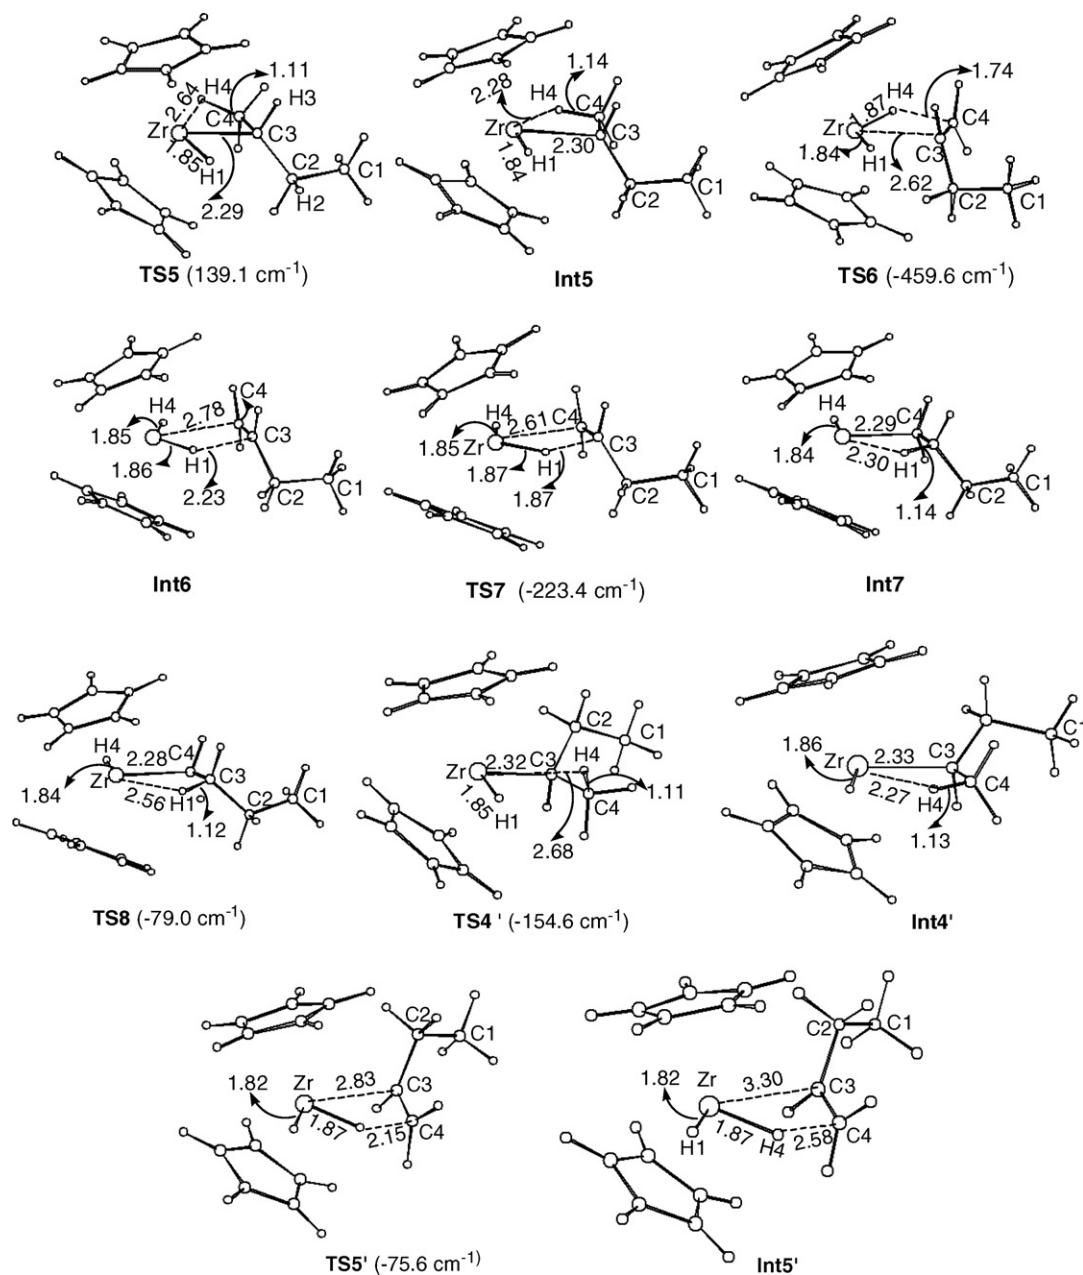 1.11
H4
H3
2.64
C4
Zr
C3
1.85
H1
C2
C1
H2
2.29
TS5 (139.1 cm-1)
1.14
2.28
H4
C4
Zr
C3
2.30
H1
1.84
C2
C1
Int5
1.74
H4
1.87
C4
Zr
1.84
H1
C3
2.62
C2
C1
TS6 (-459.6 cm-1)
C4
H4
2.78
C3
1.85
1.86
H1
2.23
C2
C1
Int6
H4
C4
2.61
C3
1.85
Zr
1.87
H1
1.87
C2
C1
TS7 (-223.4 cm-1)
H4
C4
2.29
1.84
2.30
H1
C2
C1
1.14
Int7
H4
2.28
C4
C3
Zr
1.84
2.56
H1
C2
C1
1.12
TS8 (-79.0 cm-1)
C2
C1
2.32
C3
H4
Zr
1.85
H1
1.11
C4
2.68
TS4 ' (-154.6 cm-1)
C1
1.86
Zr
2.33
C3
C4
2.27
H4
1.13
Int4'
C2
C1
Zr
1.82
2.83
C3
1.87
2.15
C4
TS5' (-75.6 cm-1)
C2
C1
Zr
1.82
3.30
C3
H1
1.87
H4
2.58
C4
Int5'